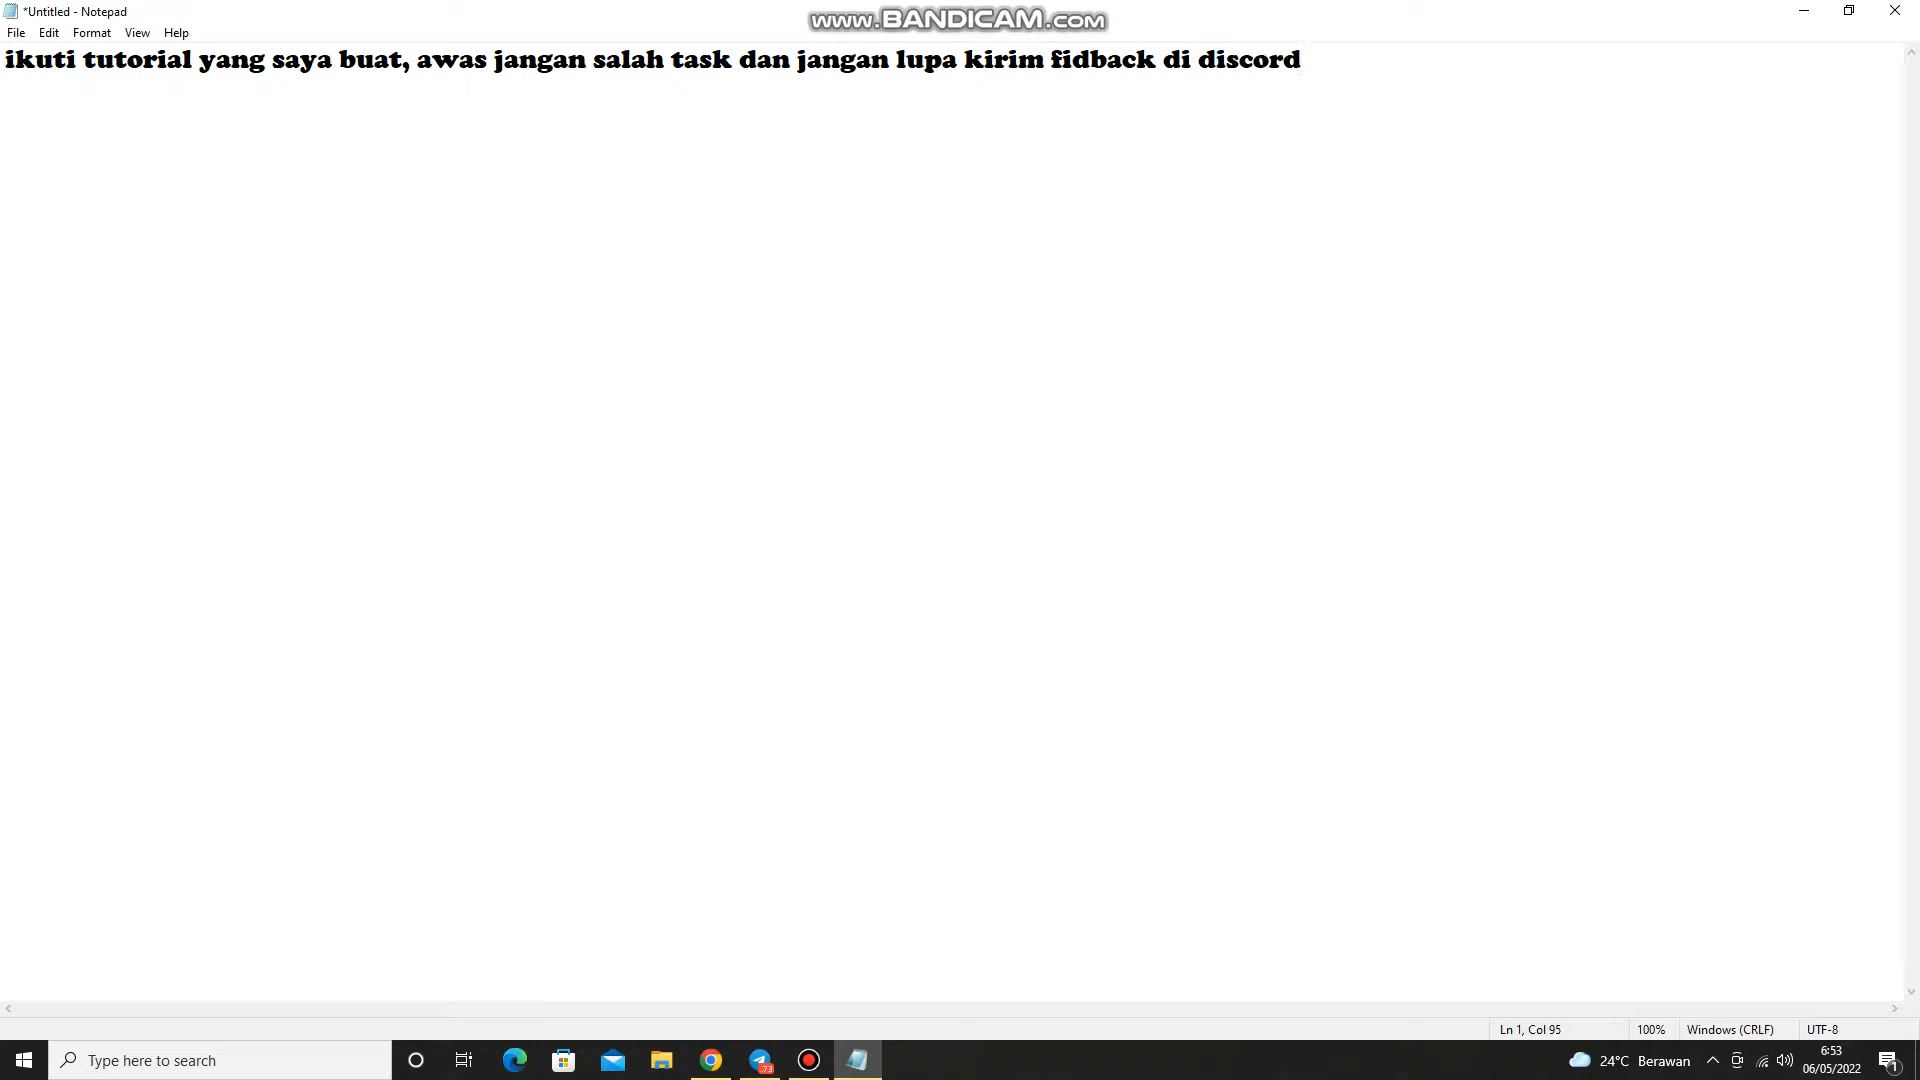 *Untitled - Notepad
www.BANDICAM.com
File Edit Format View Help
ikuti tutorial yang saya buat, awas jangan salah task dan jangan lupa kirim fidback di discord
Ln 1, Col 95 100% Windows (CRLF) UTF-8
Type here to search
73
24°C Berawan
6:53
06/05/2022
1